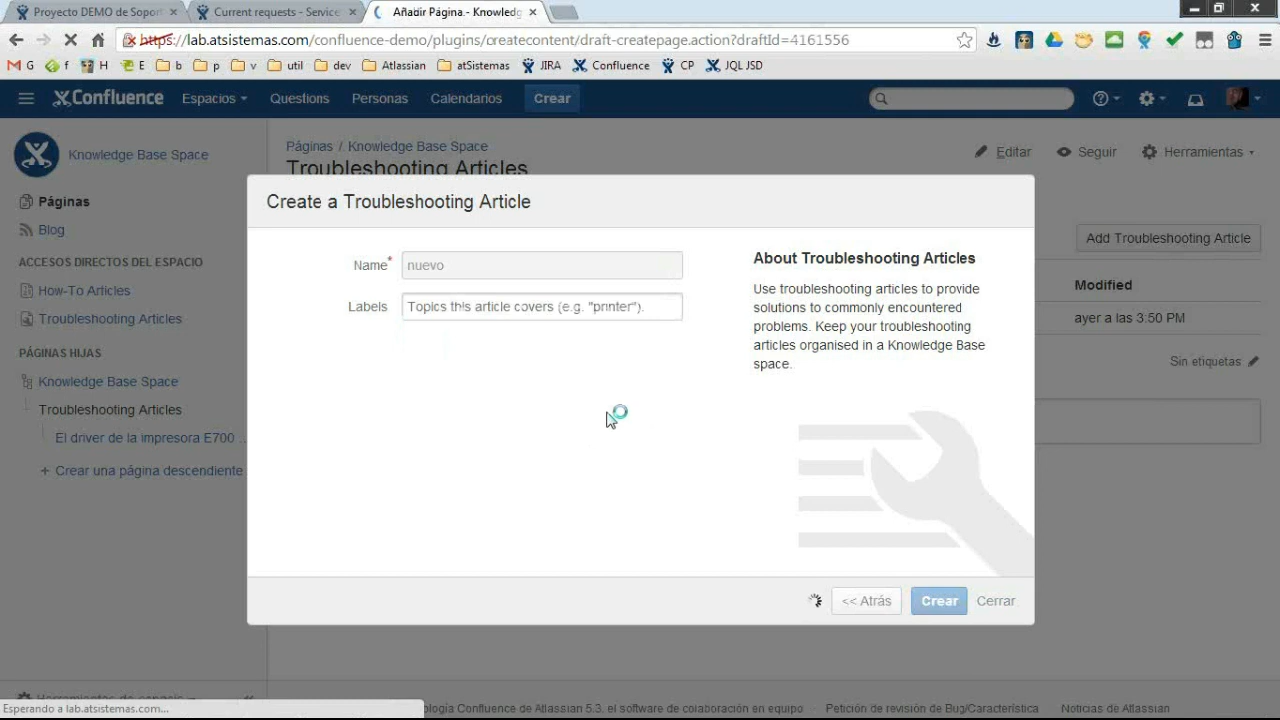 Proyecto DEMO de Sopor
Current requests - Service
Añadir Página - Knowledg
https://lab.atsistemas.com/confluence-demo/plugins/createcontent/draft-createpage.action?draftId=4161556
G f H E b p v util dev Atlassian atSistemas JIRA Confluence CP JQL JSD
Confluence Espacios Questions Personas Calendarios Crear
Knowledge Base Space
Páginas / Knowledge Base Space
Troubleshooting Articles
Editar Seguir Herramientas
Páginas
Blog
ACCESOS DIRECTOS DEL ESPACIO
How-To Articles
Troubleshooting Articles
PÁGINAS HIJAS
Knowledge Base Space
Troubleshooting Articles
El driver de la impresora E700 ...
+ Crear una página descendiente
Create a Troubleshooting Article
Name* nuevo
Labels Topics this article covers (e.g. "printer").
About Troubleshooting Articles
Use troubleshooting articles to provide
solutions to commonly encountered
problems. Keep your troubleshooting
articles organised in a Knowledge Base
space.
<< Atrás Crear Cerrar
Add Troubleshooting Article
Modified
ayer a las 3:50 PM
Sin etiquetas
Herramientas de espacio
Esperando a lab.atsistemas.com...
ología Confluence de Atlassian 5.3, el software de colaboración en equipo
Petición de revisión de Bug/Característica
Noticias de Atlassian